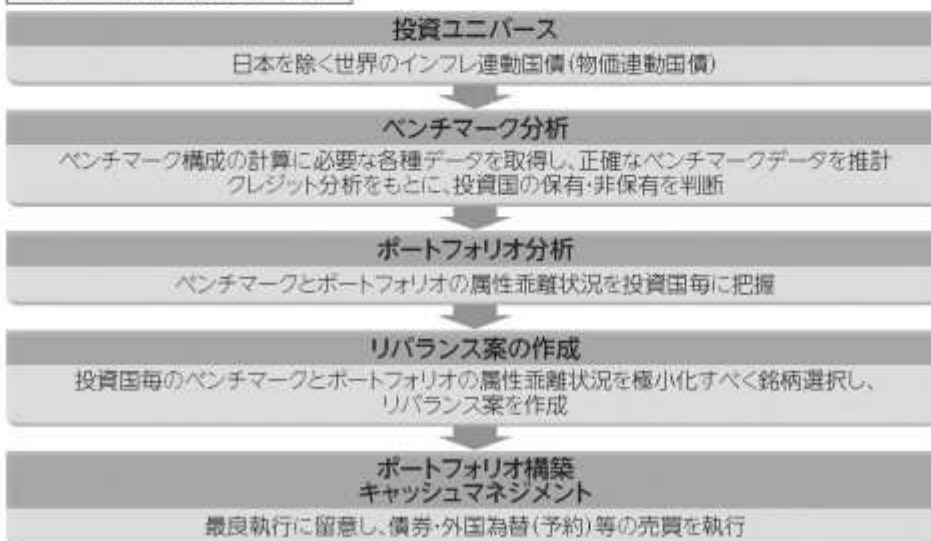 投資ユニバース
日本を除く世界のインフレ連動国債(物価連動国債)
ベンチマーク分析
ベンチマーク構成の計算に必要な各種データを取得し、正確なベンチマークデータを推計
クレジット分析をもとに、投資国の保有・非保有を判断
ポートフォリオ分析
ベンチマークとポートフォリオの属性乖離状況を投資国毎に把握
リバランス案の作成
投資国毎のベンチマークとポートフォリオの属性乖離状況を極小化すべく銘柄選択し、
リバランス案を作成
ポートフォリオ構築
キャッシュマネジメント
最良執行に留意し、債券・外国為替(予約)等の売買を執行